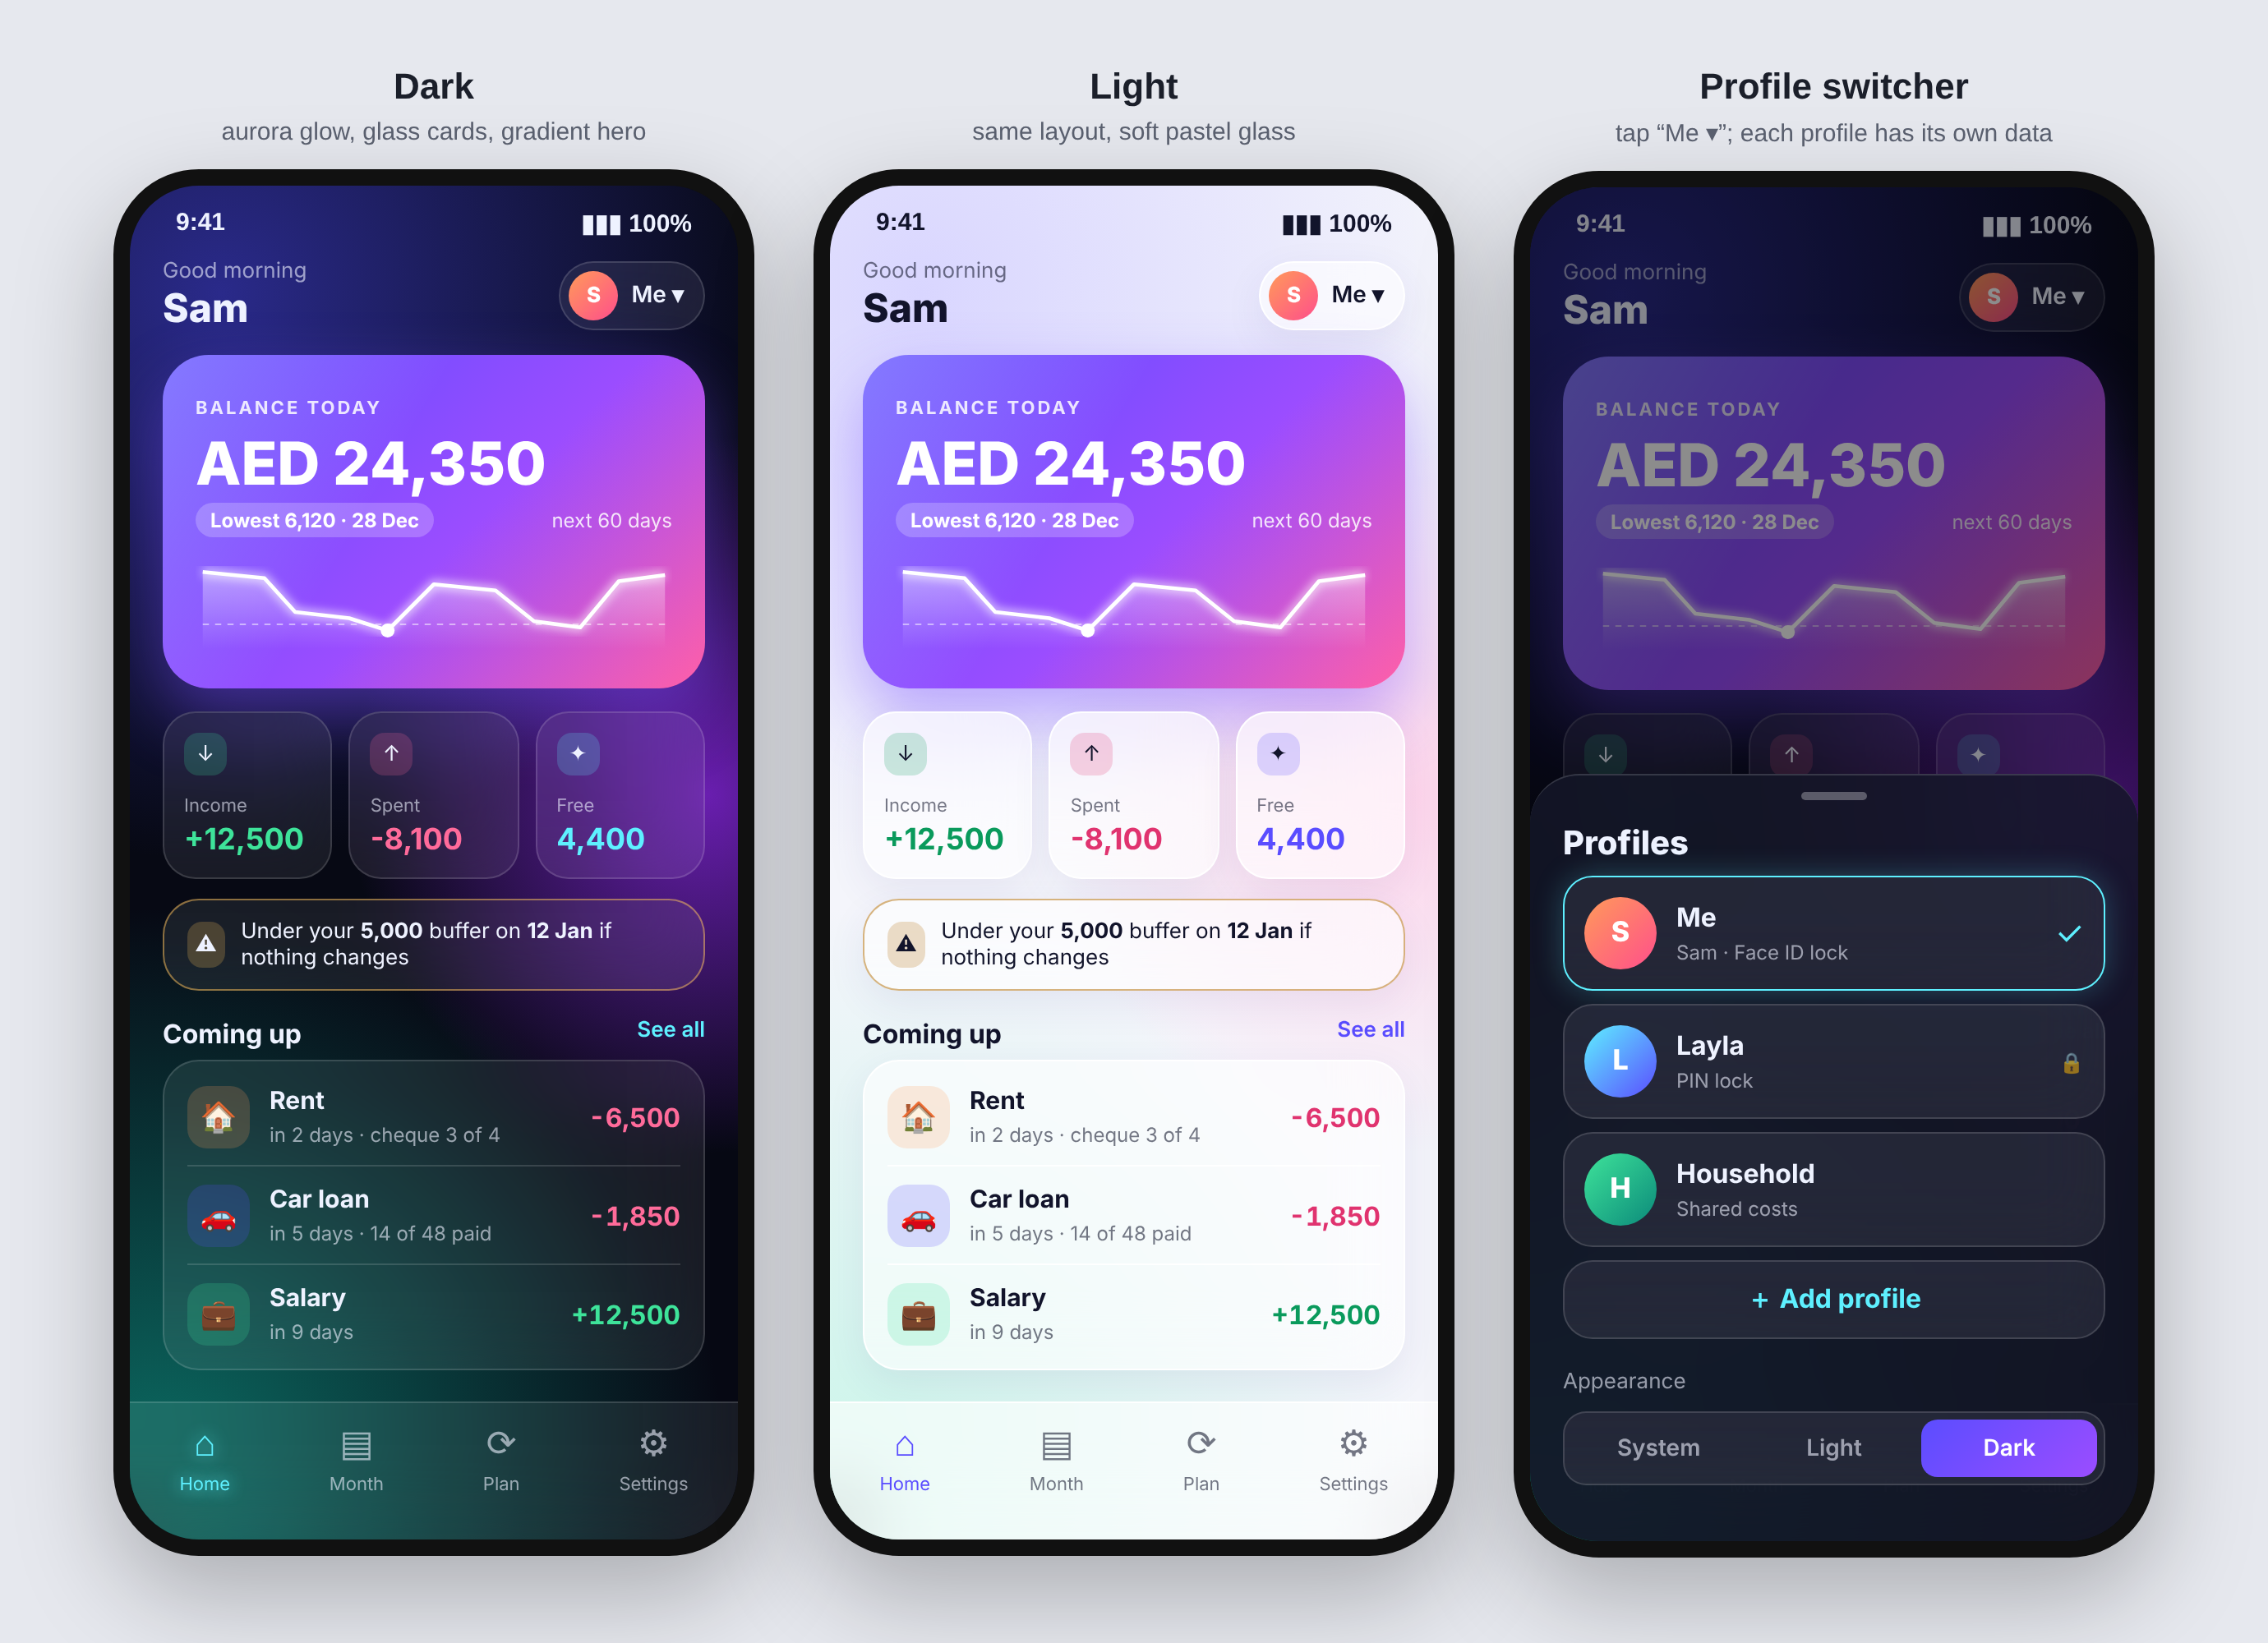 Dark
aurora glow, glass cards, gradient hero
9:41
100%
Good morning
Sam
S
Me ▾
BALANCE TODAY
AED 24,350
Lowest 6,120 · 28 Dec
next 60 days
Income
+12,500
Spent
-8,100
Free
4,400
Under your 5,000 buffer on 12 Jan if
nothing changes
Coming up
See all
Rent
in 2 days · cheque 3 of 4
-6,500
Car loan
in 5 days · 14 of 48 paid
-1,850
Salary
in 9 days
+12,500
Home
Month
Plan
Settings
Light
same layout, soft pastel glass
9:41
100%
Good morning
Sam
S
Me ▾
BALANCE TODAY
AED 24,350
Lowest 6,120 · 28 Dec
next 60 days
Income
+12,500
Spent
-8,100
Free
4,400
Under your 5,000 buffer on 12 Jan if
nothing changes
Coming up
See all
Rent
in 2 days · cheque 3 of 4
-6,500
Car loan
in 5 days · 14 of 48 paid
-1,850
Salary
in 9 days
+12,500
Home
Month
Plan
Settings
Profile switcher
tap “Me ▾”; each profile has its own data
9:41
100%
Good morning
Sam
S
Me ▾
BALANCE TODAY
AED 24,350
Lowest 6,120 · 28 Dec
next 60 days
Profiles
S
Me
Sam · Face ID lock
L
Layla
PIN lock
H
Household
Shared costs
+ Add profile
Appearance
System
Light
Dark